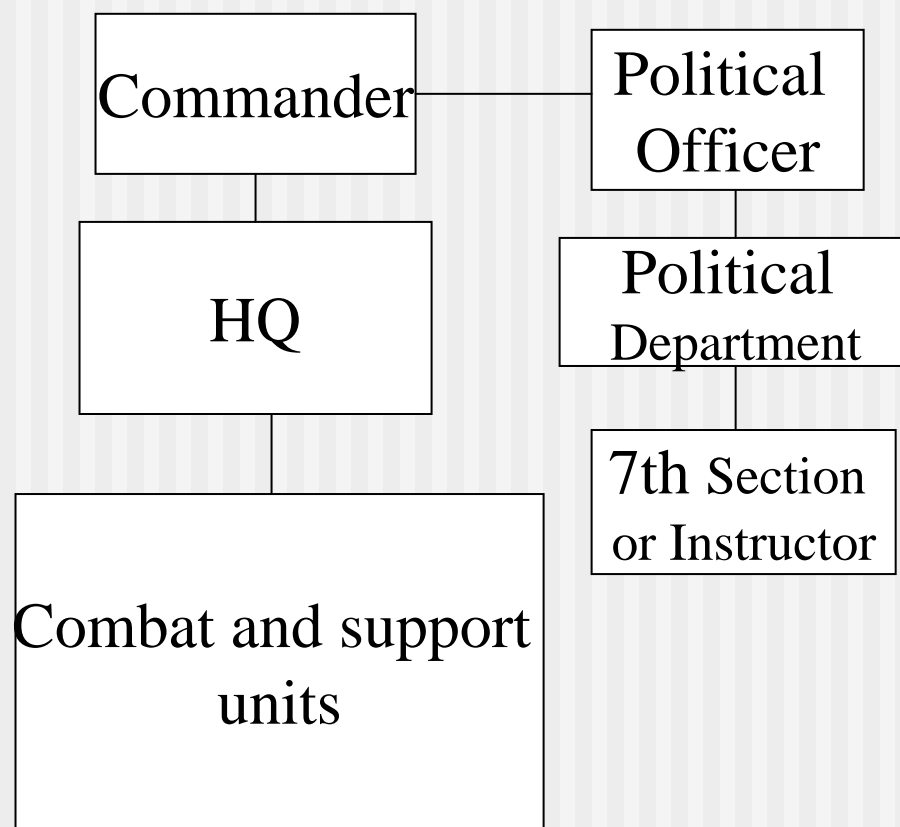 Commander
Political
Officer
HQ
Political
Department
7th Section
or Instructor
Combat and support
units